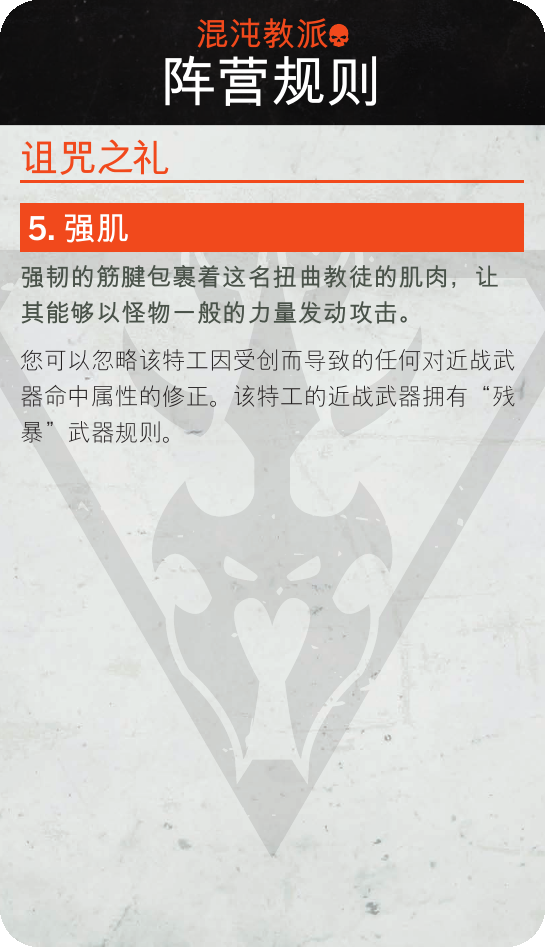 混沌教派
阵营规则
诅咒之礼
5. 强肌
强韧的筋腱包裹着这名扭曲教徒的肌肉，让
其能够以怪物一般的力量发动攻击。
您可以忽略该特工因受创而导致的任何对近战武
器命中属性的修正。该特工的近战武器拥有“残
暴”武器规则。